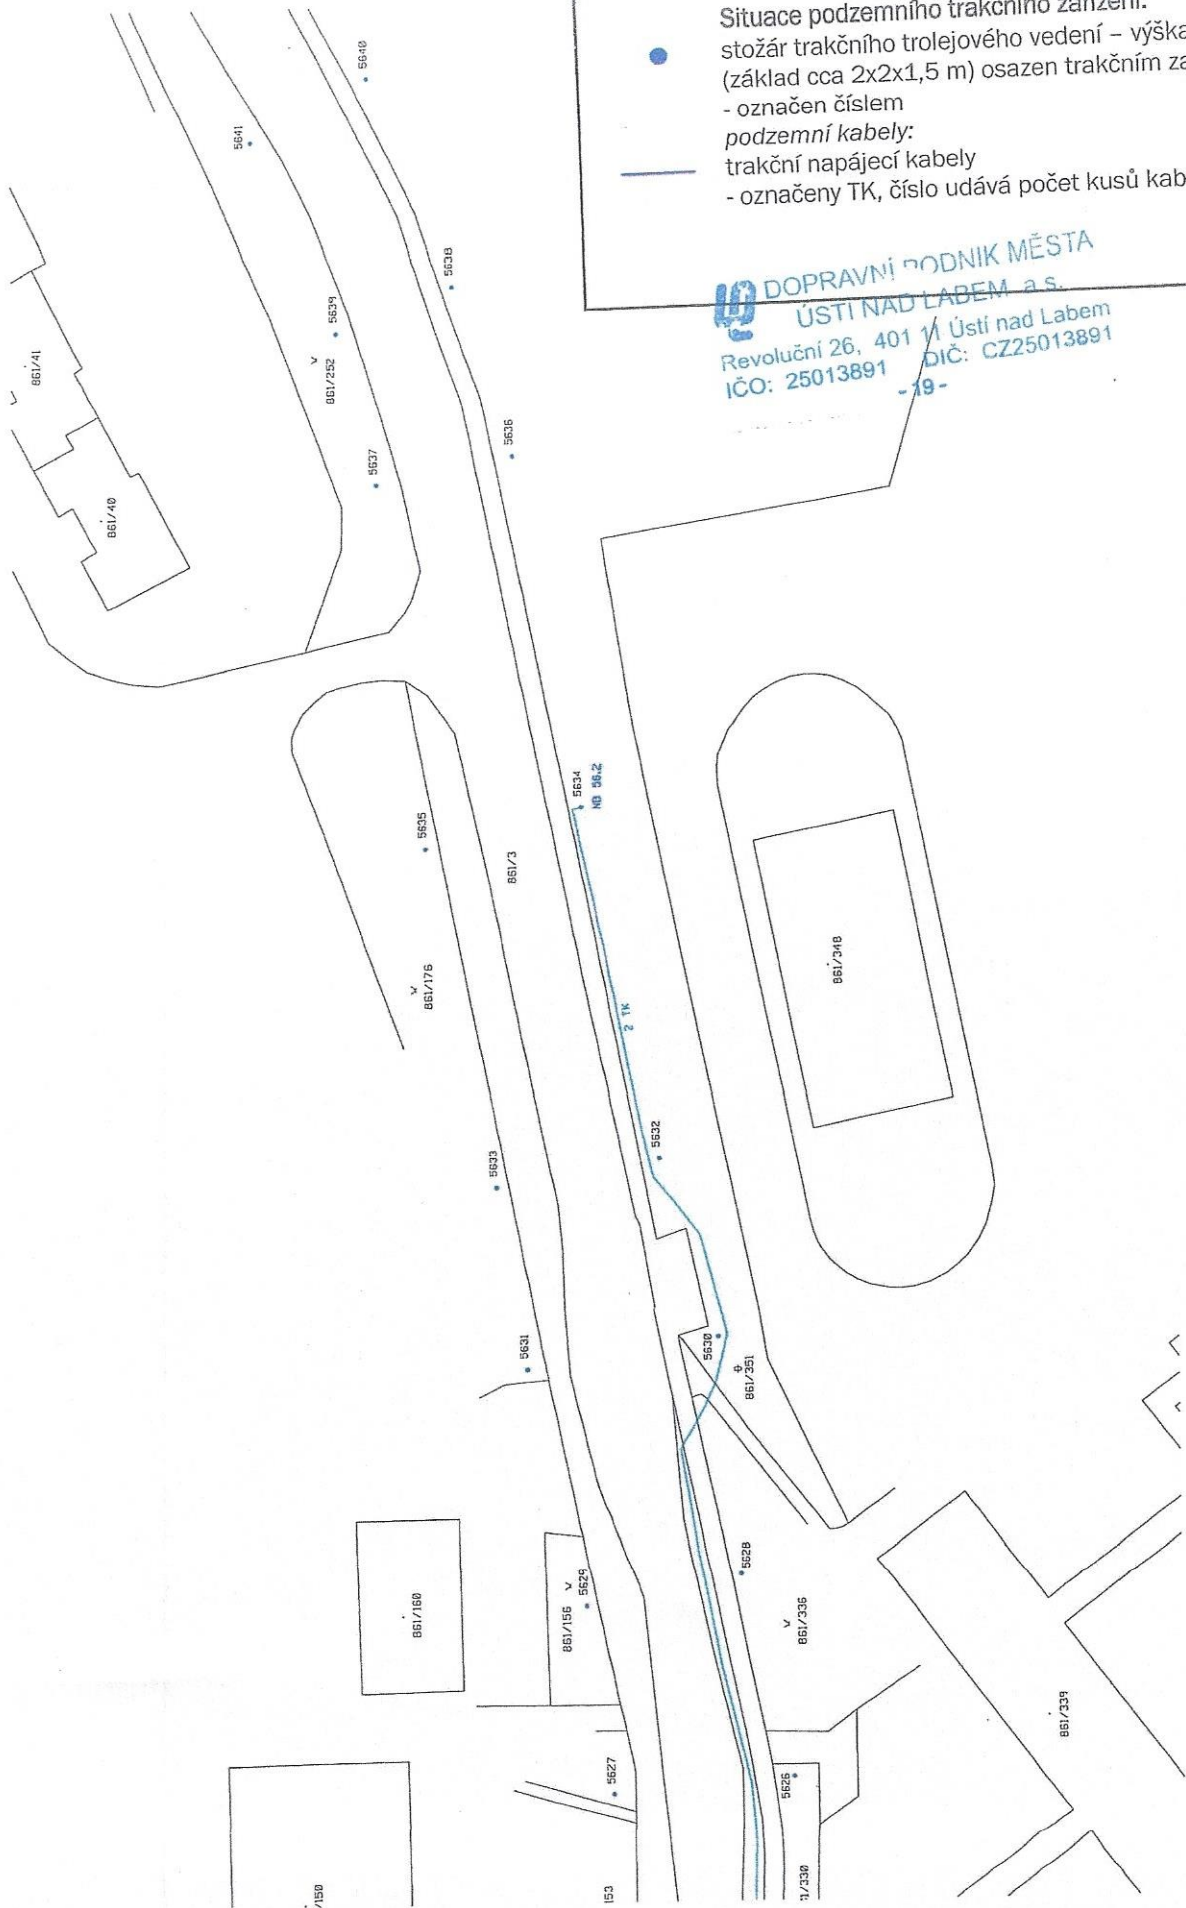 Situace podzemního trakčního zařízení:
stožár trakčního trolejového vedení – výška
(základ cca 2x2x1,5 m) osazen trakčním za
- označen číslem
podzemní kabely:
trakční napájecí kabely
- označeny TK, číslo udává počet kusů kab
DOPRAVNÍ PODNIK MĚSTA
ÚSTÍ NAD LABEM a.s.
Revoluční 26, 401 11 Ústí nad Labem
IČO: 25013891 DIČ: CZ25013891
- 19 -
5640
5641
5638
5639
861/252
861/41
5636
5637
861/40
5634
NB 56.2
5635
861/3
861/176
861/348
2 TK
5632
5633
5631
5630
861/351
5628
5629
861/156
861/160
861/336
861/339
5627
5626
/150
153
1/330